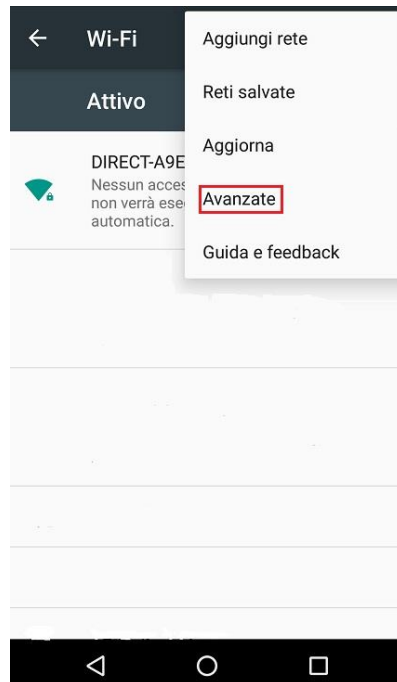 Wi-Fi
Aggiungi rete
Reti salvate
Attivo
Aggiorna
DIRECT-A9E
Nessun acces
non verrà ese
automatica.
Avanzate
Guida e feedback